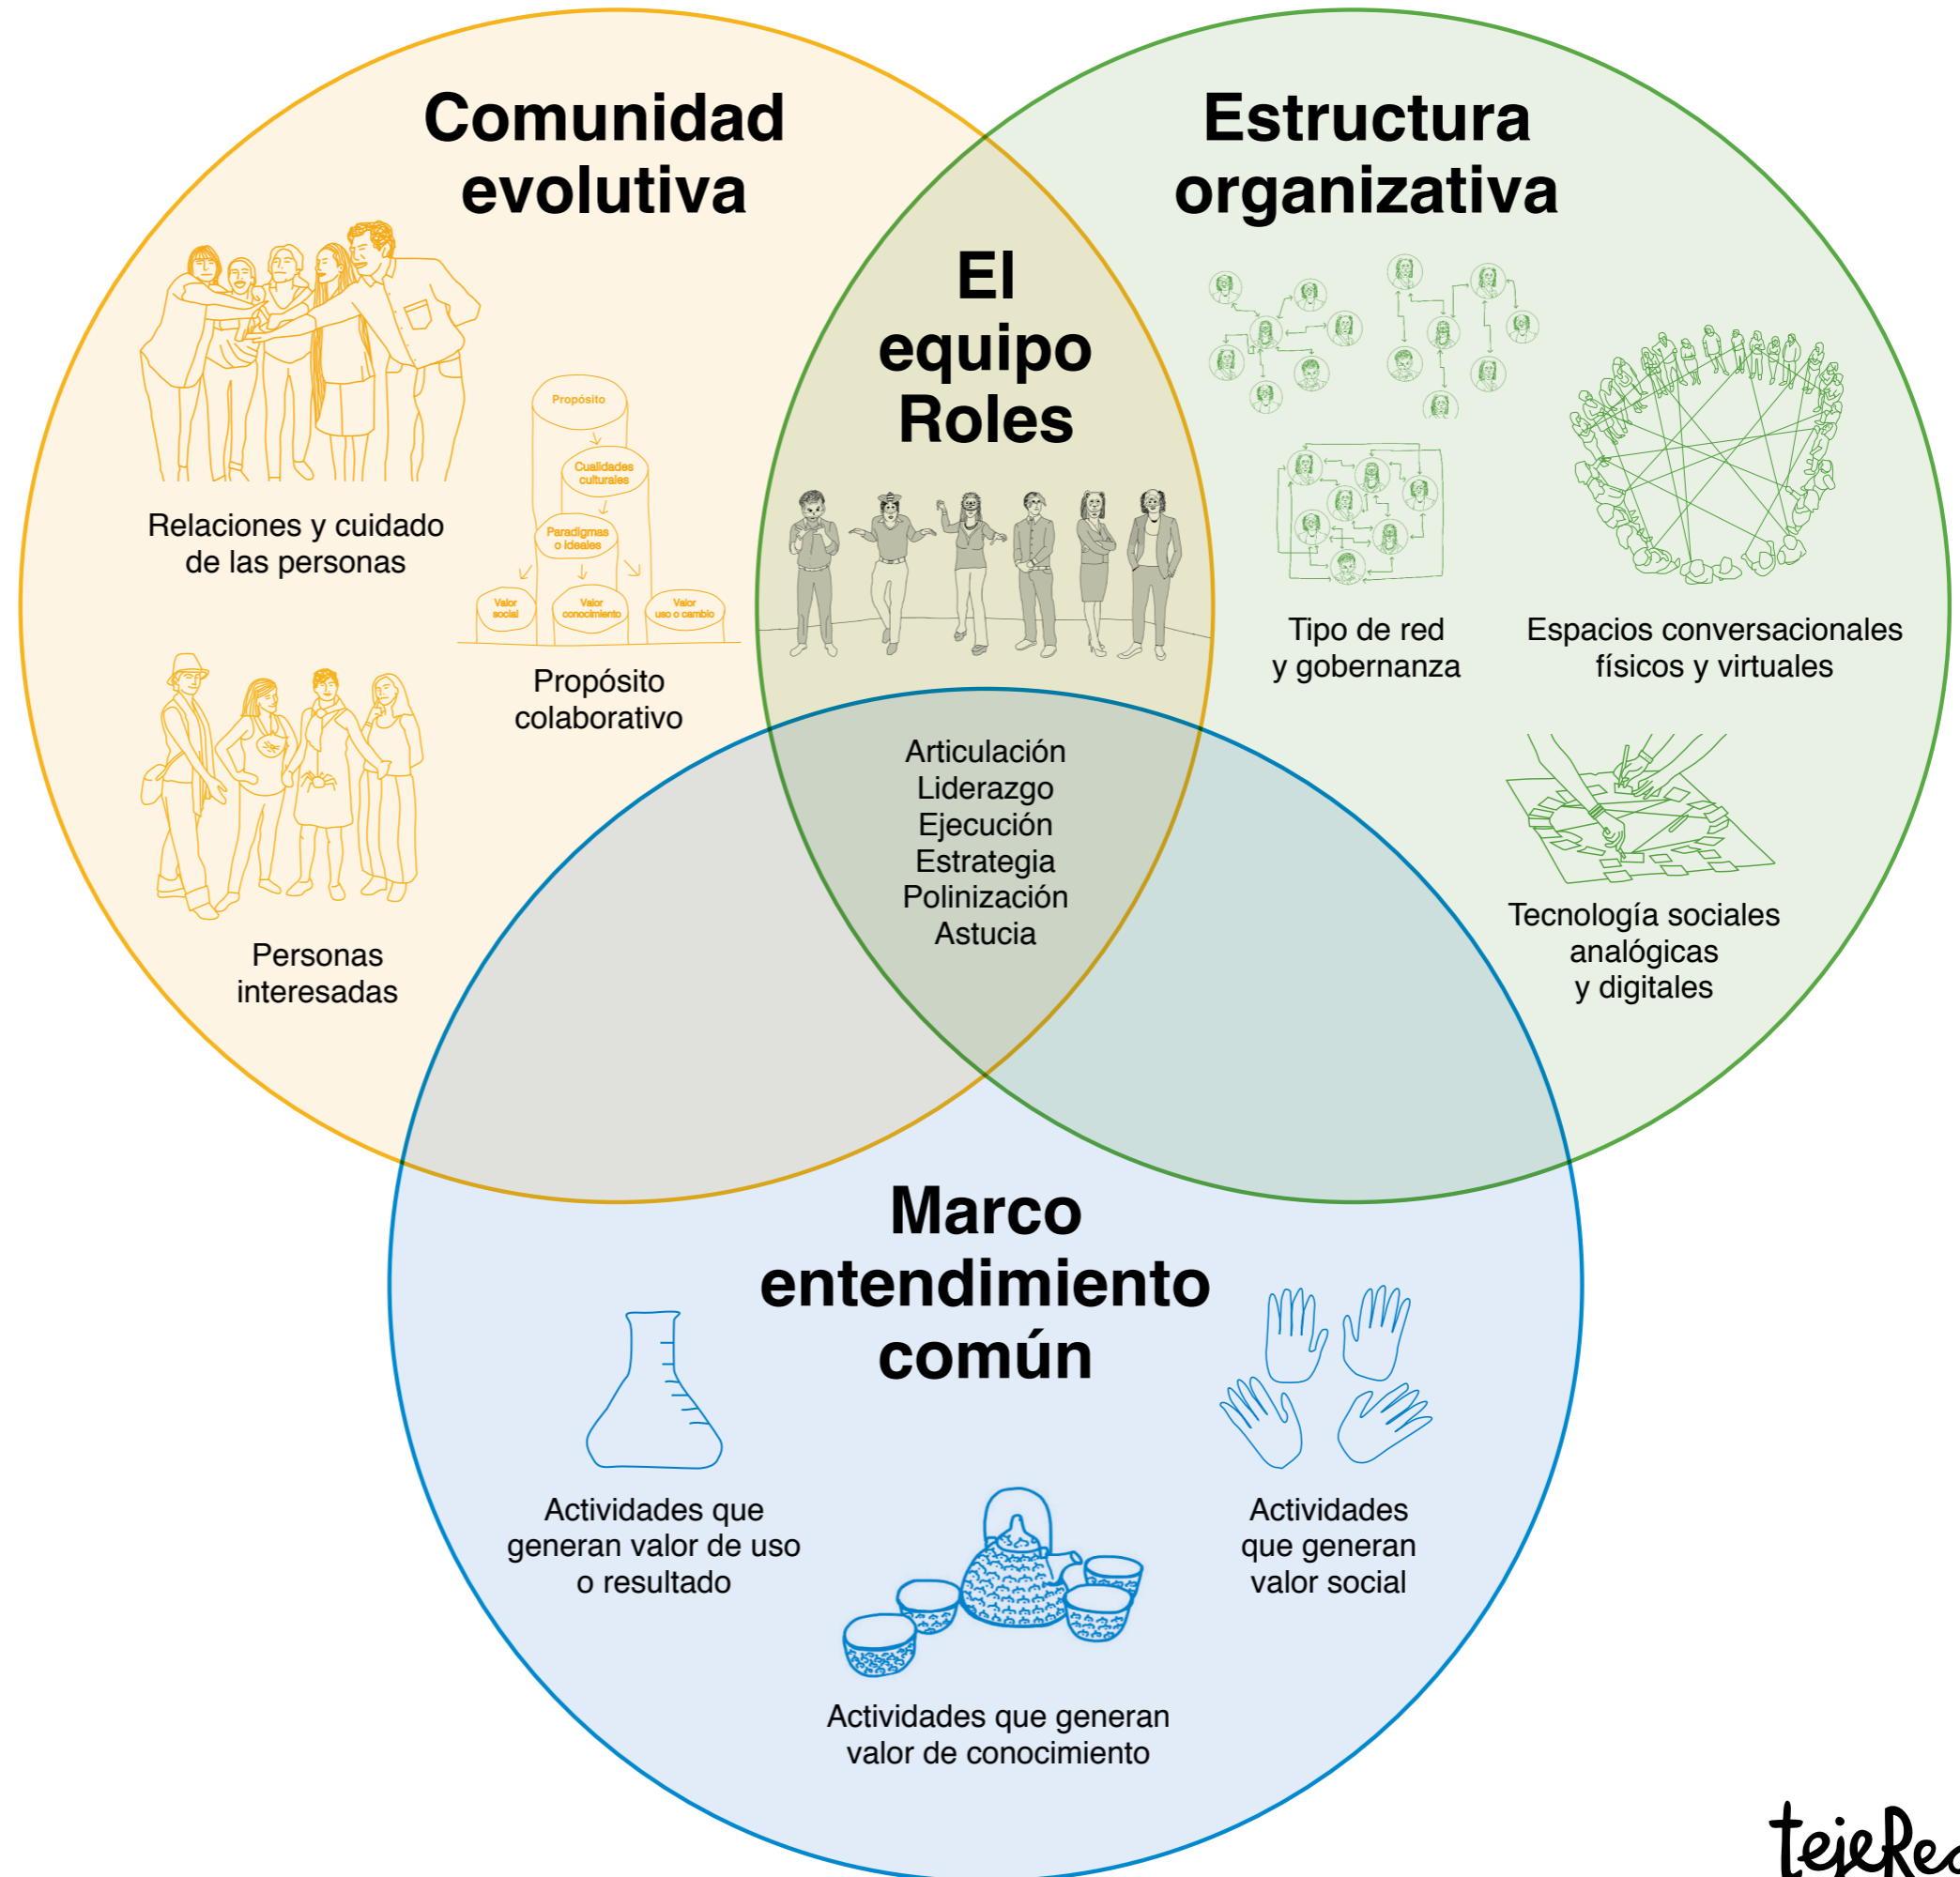 Comunidad
evolutiva
Estructura
organizativa
El
equipo
Roles
Relaciones y cuidado
de las personas
Propósito
Cualidades
culturales
Paradigmas
o ideales
Valor
social
Valor
conocimiento
Valor
uso o cambio
Propósito
colaborativo
Personas
interesadas
Tipo de red
y gobernanza
Espacios conversacionales
físicos y virtuales
Tecnología sociales
analógicas
y digitales
Articulación
Liderazgo
Ejecución
Estrategia
Polinización
Astucia
Marco
entendimiento
común
Actividades que
generan valor de uso
o resultado
Actividades
que generan
valor social
Actividades que generan
valor de conocimiento